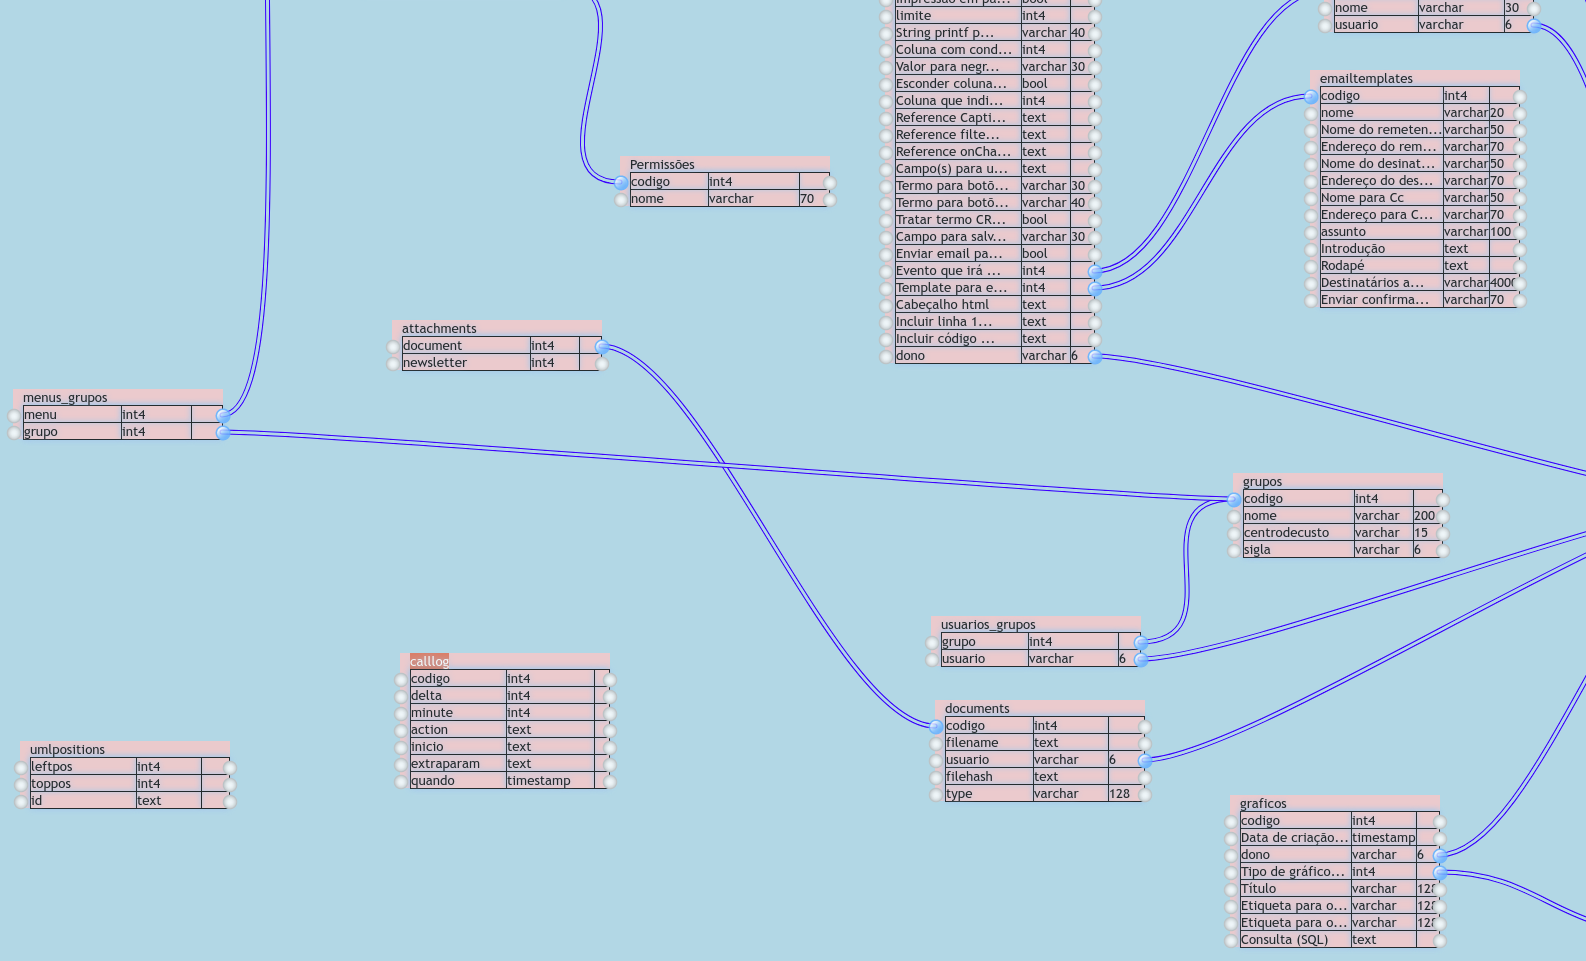 Impressão em pa... bool
limite int4
String printf p... varchar 40
Coluna com cond... int4
Valor para negr... varchar 30
Esconder coluna... bool
Coluna que indi... int4
Reference Capti... text
Reference filte... text
Reference onCha... text
Campo(s) para u... text
Termo para botõ... varchar 30
Termo para botõ... varchar 40
Tratar termo CR... bool
Campo para salv... varchar 30
Enviar email pa... bool
Evento que irá ... int4
Template para e... int4
Cabeçalho html text
Incluir linha 1... text
Incluir código ... text
dono varchar 6
nome varchar 30
usuario varchar 6
emailtemplates
codigo int4
nome varchar 20
Nome do remeten... varchar 50
Endereço do rem... varchar 70
Nome do desinat... varchar 50
Endereço do des... varchar 70
Nome para Cc varchar 50
Endereço para C... varchar 70
assunto varchar 100
Introdução text
Rodapé text
Destinatários a... varchar 400
Enviar confirma... varchar 70
Permissões
codigo int4
nome varchar 70
attachments
document int4
newsletter int4
menus_grupos
menu int4
grupo int4
grupos
codigo int4
nome varchar 200
centrodecusto varchar 15
sigla varchar 6
usuarios_grupos
grupo int4
usuario varchar 6
calllog
codigo int4
delta int4
minute int4
action text
inicio text
extraparam text
quando timestamp
documents
codigo int4
filename text
usuario varchar 6
filehash text
type varchar 128
umlpositions
leftpos int4
toppos int4
id text
graficos
codigo int4
Data de criação... timestamp
dono varchar 6
Tipo de gráfico... int4
Título varchar 128
Etiqueta para o... varchar 128
Etiqueta para o... varchar 128
Consulta (SQL) text